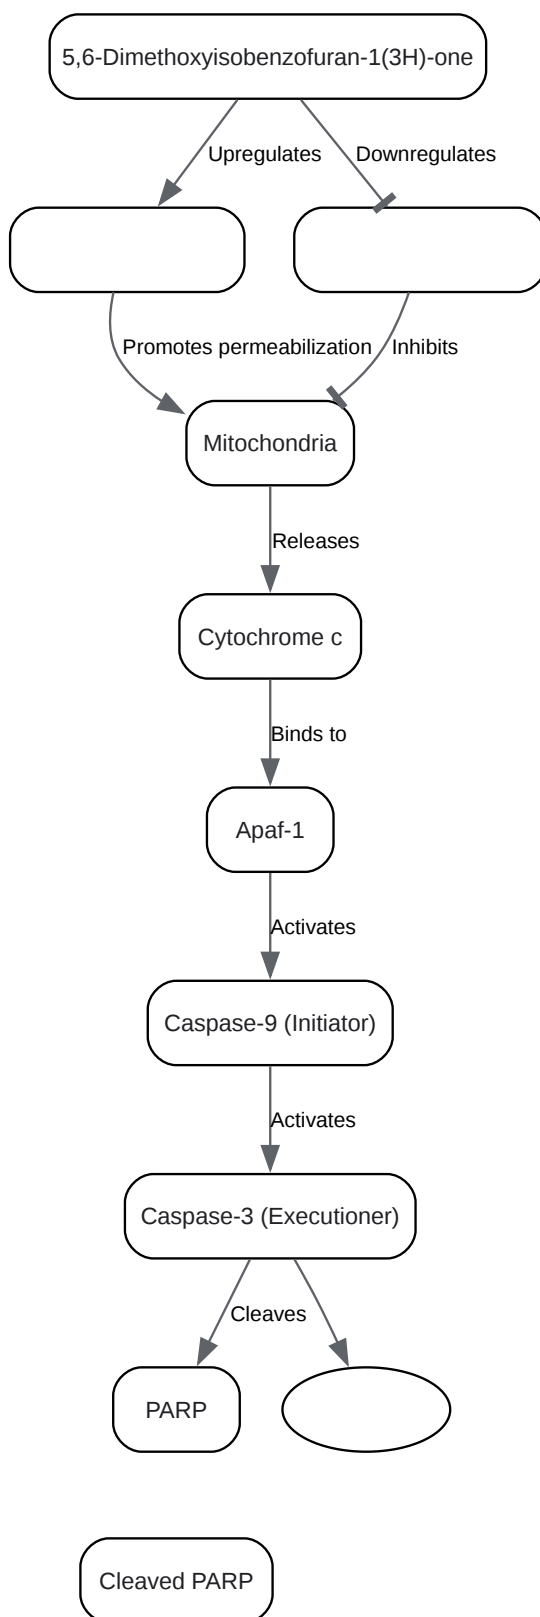 5,6-Dimethoxyisobenzofuran-1(3H)-one
Upregulates
Downregulates
Promotes permeabilization
Inhibits
Mitochondria
Releases
Cytochrome c
Binds to
Apaf-1
Activates
Caspase-9 (Initiator)
Activates
Caspase-3 (Executioner)
Cleaves
PARP
Cleaved PARP